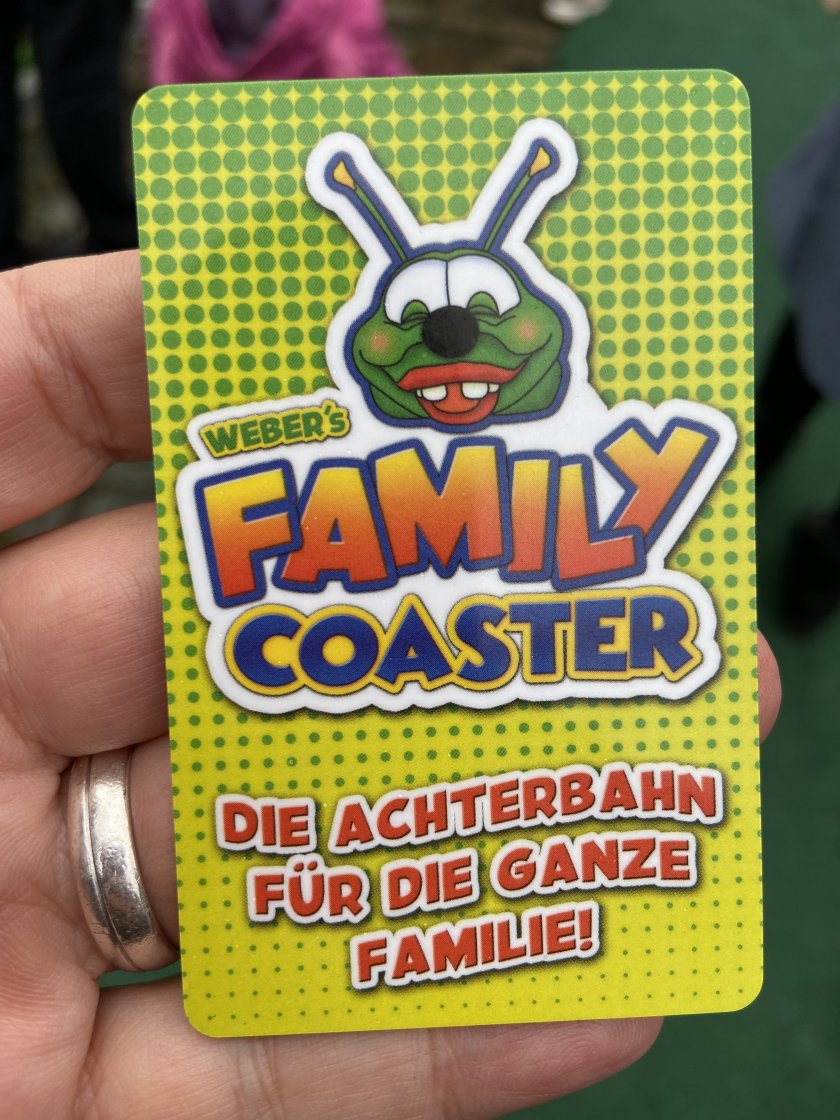 WEBER'S
FAMILY
COASTER
DIE ACHTERBAHN
FÜR DIE GANZE
FAMILIE!